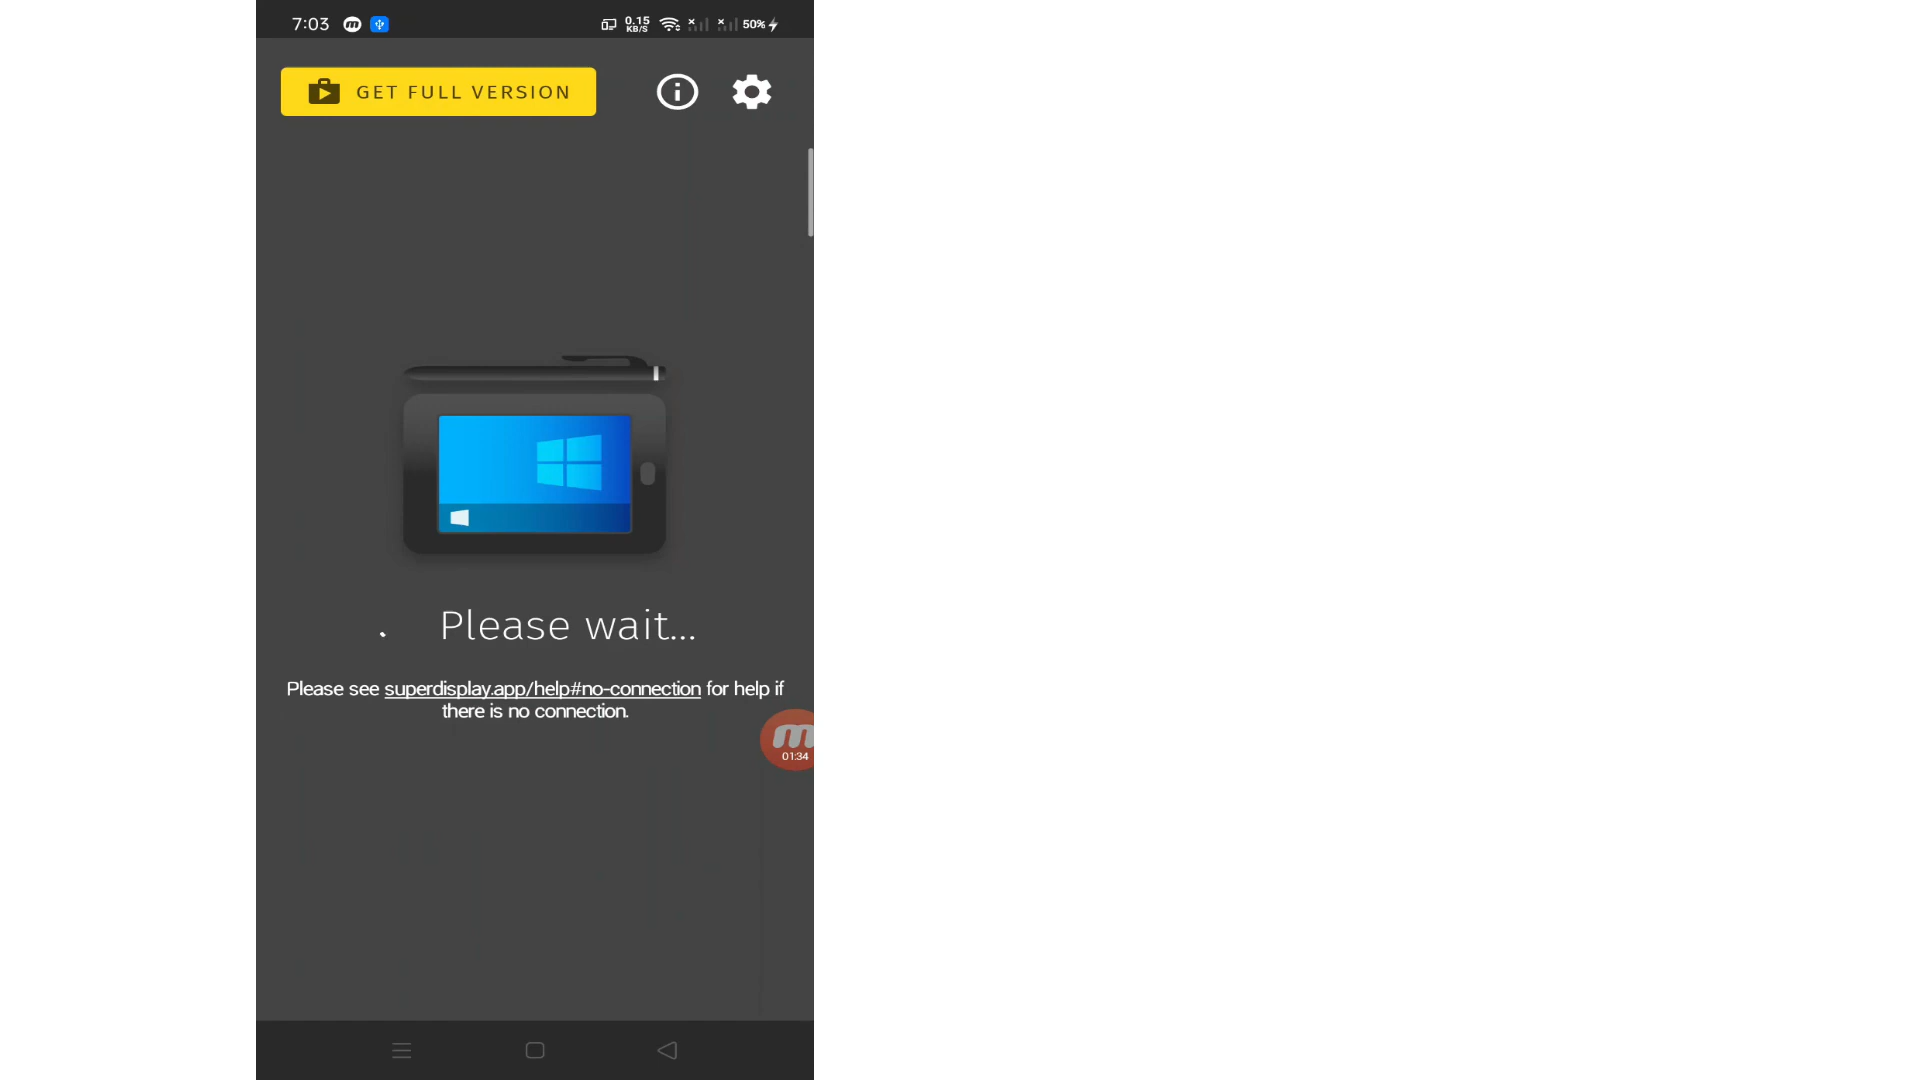 7:03
0.15
KB/S
50%
GET FULL VERSION
Please wait...
Please see superdisplay.app/help#no-connection for help if
there is no connection.
01:34